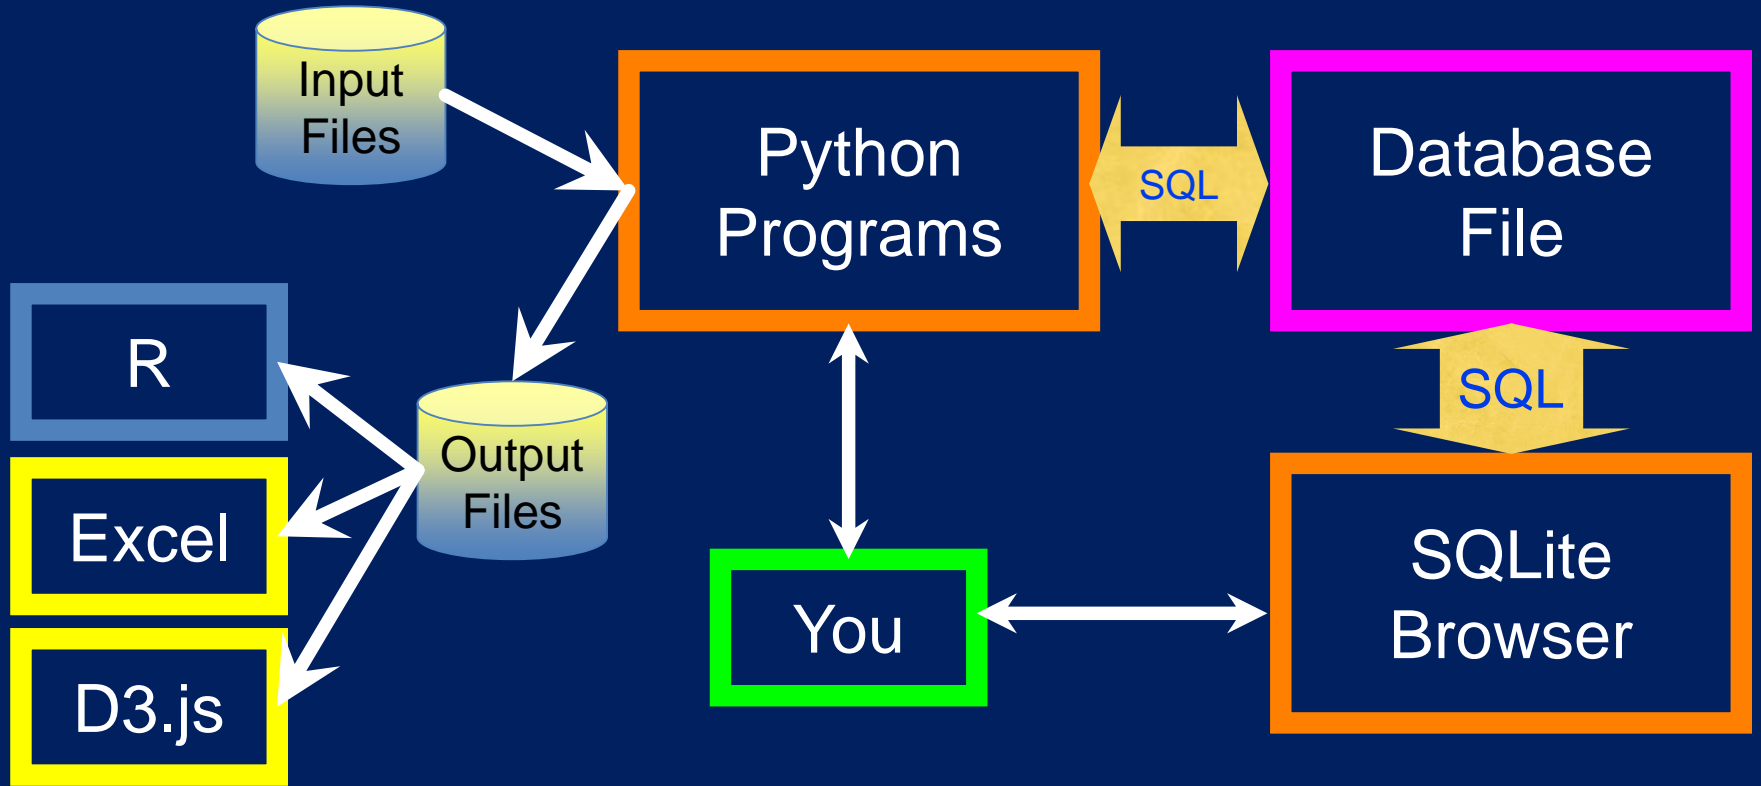 Input
Files
Python
Programs
SQL
Database
File
R
Output
Files
SQL
Excel
You
SQLite
Browser
D3.js